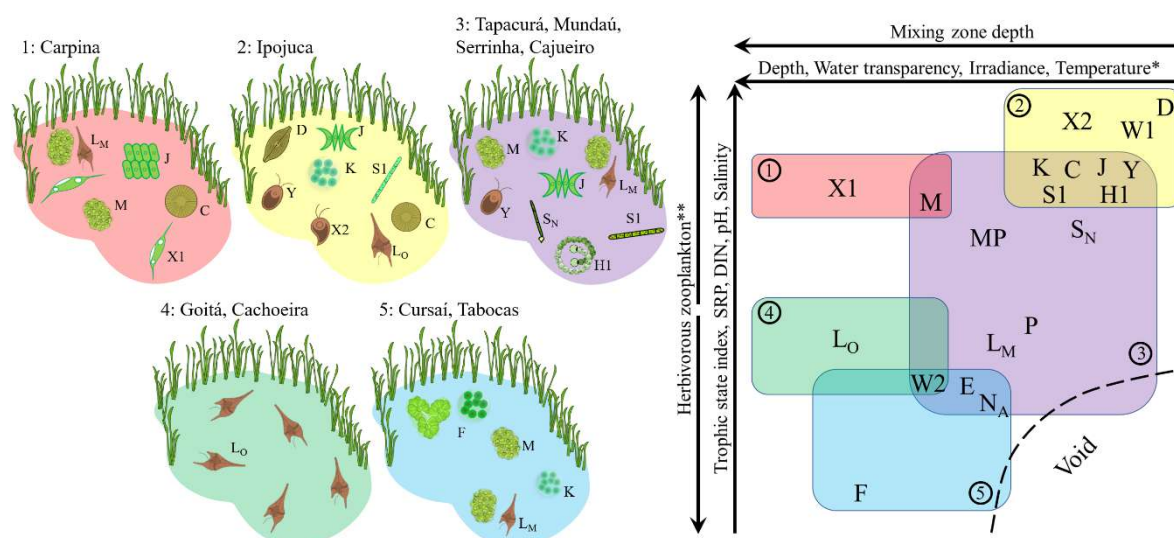 1: Carpina
L_M
J
M
C
X1
2: Ipojuca
D
J
K
S1
Y
X2
C
L_O
3: Tapacurá, Mundaú,
Serrinha, Cajueiro
K
M
L_M
J
Y
S_N
S1
H1
4: Goitá, Cachoeira
L_O
5: Cursaí, Tabocas
F
M
K
L_M
Mixing zone depth
Depth, Water transparency, Irradiance, Temperature*
Herbivorous zooplankton**
Trophic state index, SRP, DIN, pH, Salinity
2
X2
D
W1
K C J Y
S1 H1
1
X1
M
MP
S_N
4
L_O
P
L_M
3
W2
E
N_A
Void
F
5